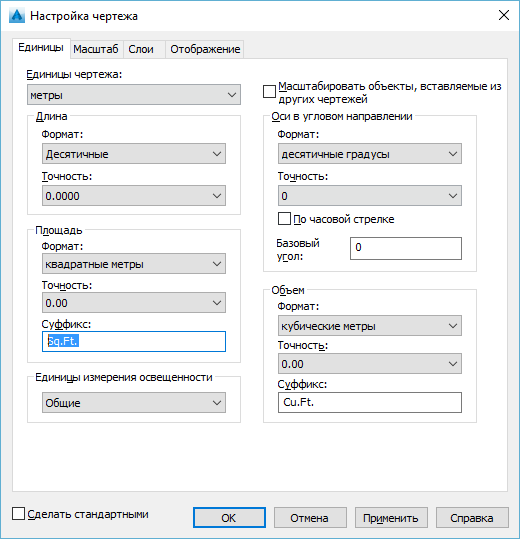 Настройка чертежа
Единицы Масштаб Слои Отображение
Единицы чертежа:
метры
Масштабировать объекты, вставляемые из
других чертежей
Длина
Формат:
Десятичные
Точность:
0.0000
Оси в угловом направлении
Формат:
десятичные градусы
Точность:
0
По часовой стрелке
Базовый
угол:
0
Площадь
Формат:
квадратные метры
Точность:
0.00
Суффикс:
Sq.Ft.
Объем
Формат:
кубические метры
Точность:
0.00
Суффикс:
Cu.Ft.
Единицы измерения освещенности
Общие
Сделать стандартными
OK Отмена Применить Справка